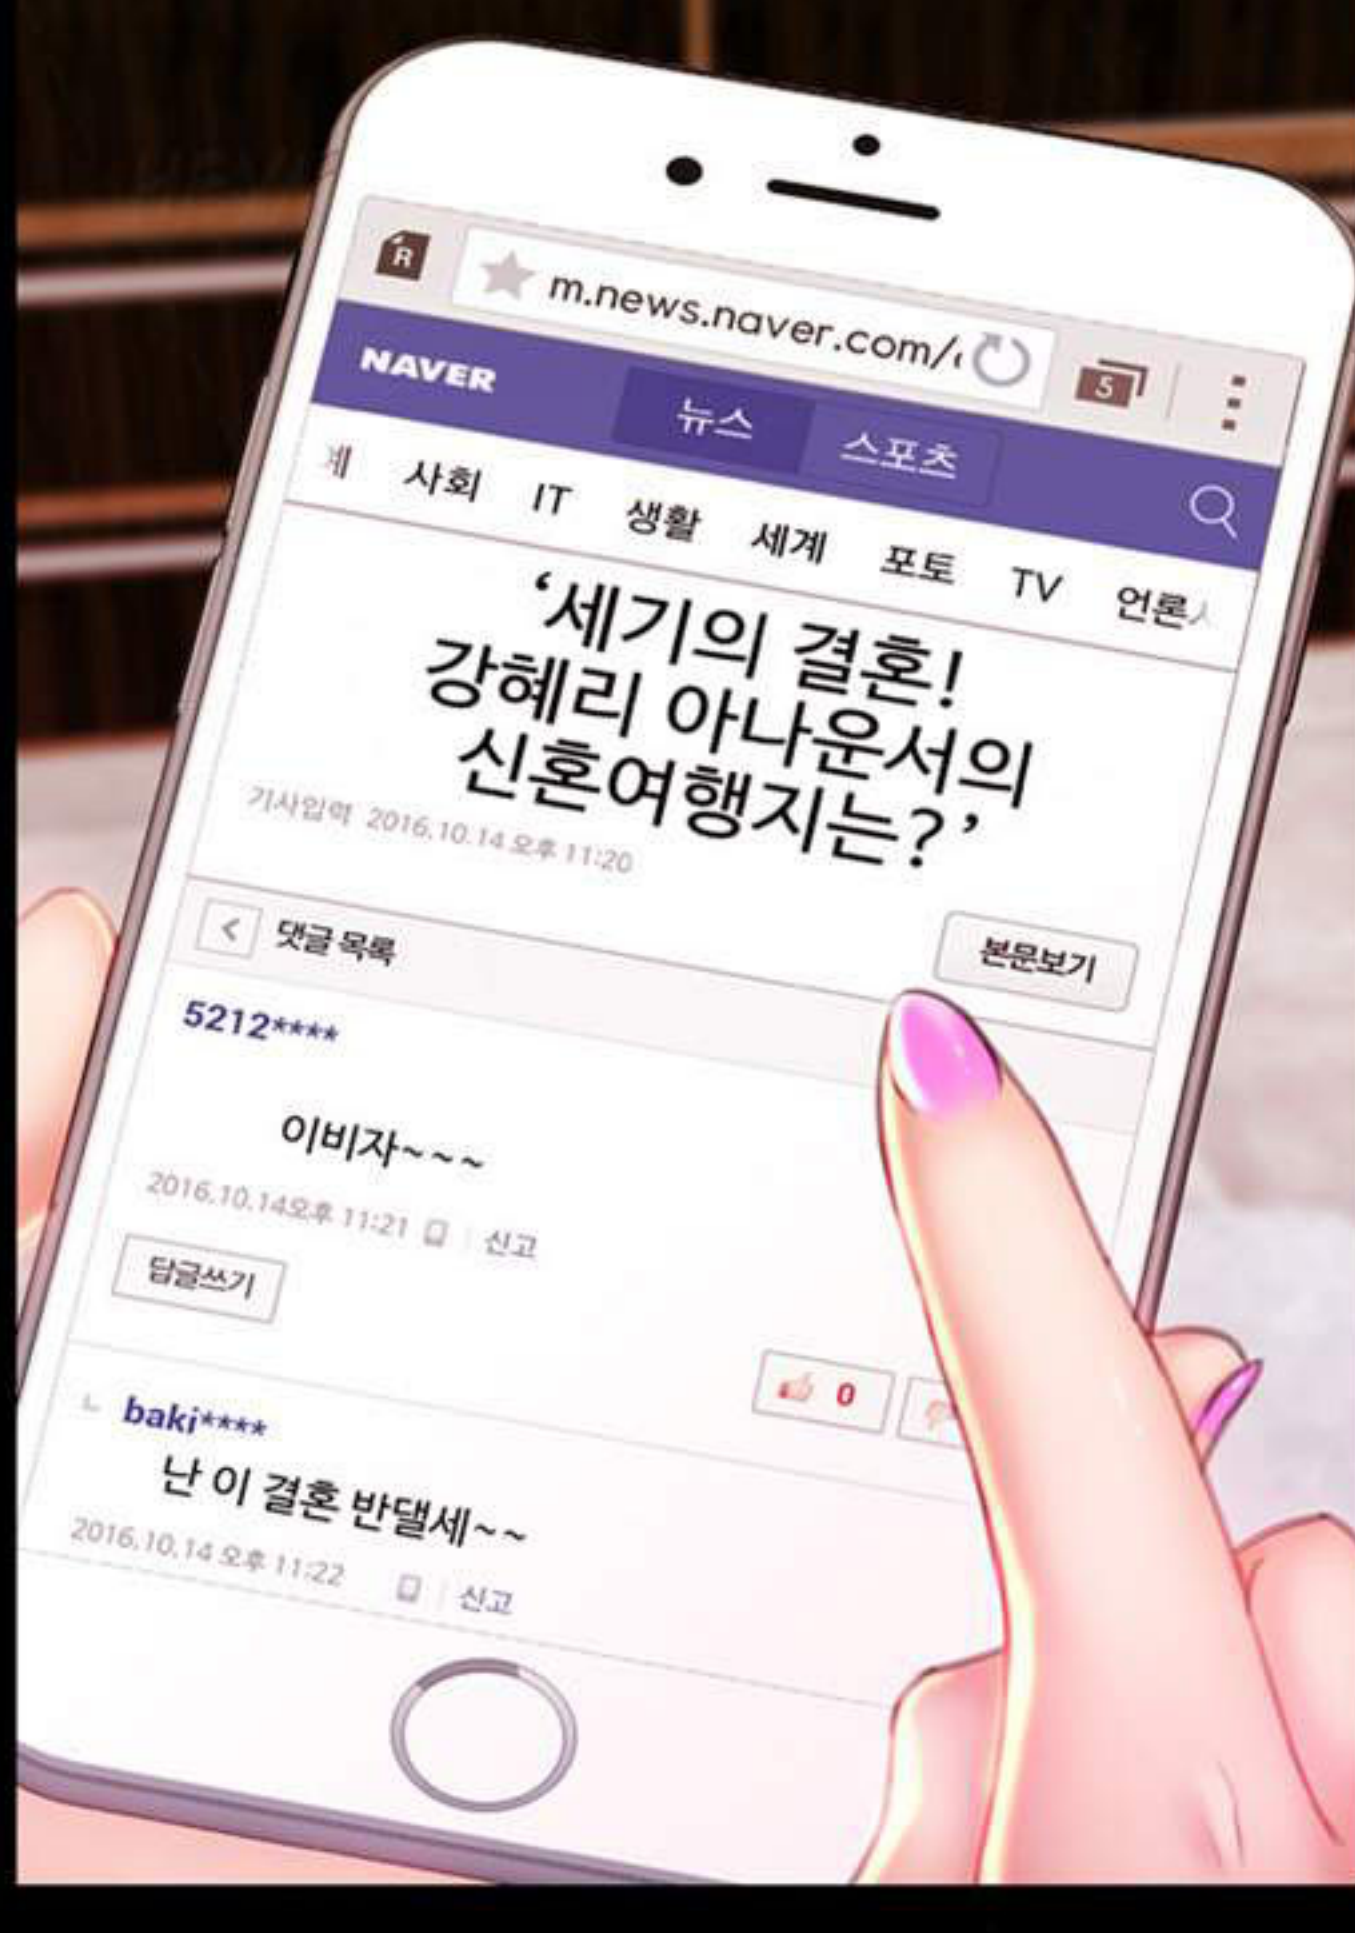 R
m.news.naver.com/
5
NAVER 뉴스 스포츠
사회 IT 생활 세계 포토 TV 언론
‘세기의 결혼!
강혜리 아나운서의
신혼여행지는?’
기사입력 2016.10.14 오후 11:20
댓글 목록
본문보기
5212****
이비자~~~
2016.10.14오후 11:21 신고
답글쓰기
0
ㄴ baki****
난 이 결혼 반댈세~~
2016.10.14 오후 11:22 신고